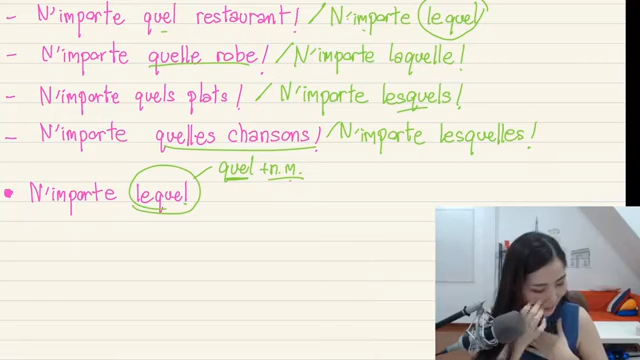 - N'importe quel restaurant! / N'importe lequel!
- N'importe quelle robe! / N'importe laquelle!
- N'importe quels plats! / N'importe lesquels!
- N'importe quelles chansons! / N'importe lesquelles!
quel + n.m.
• N'importe lequel